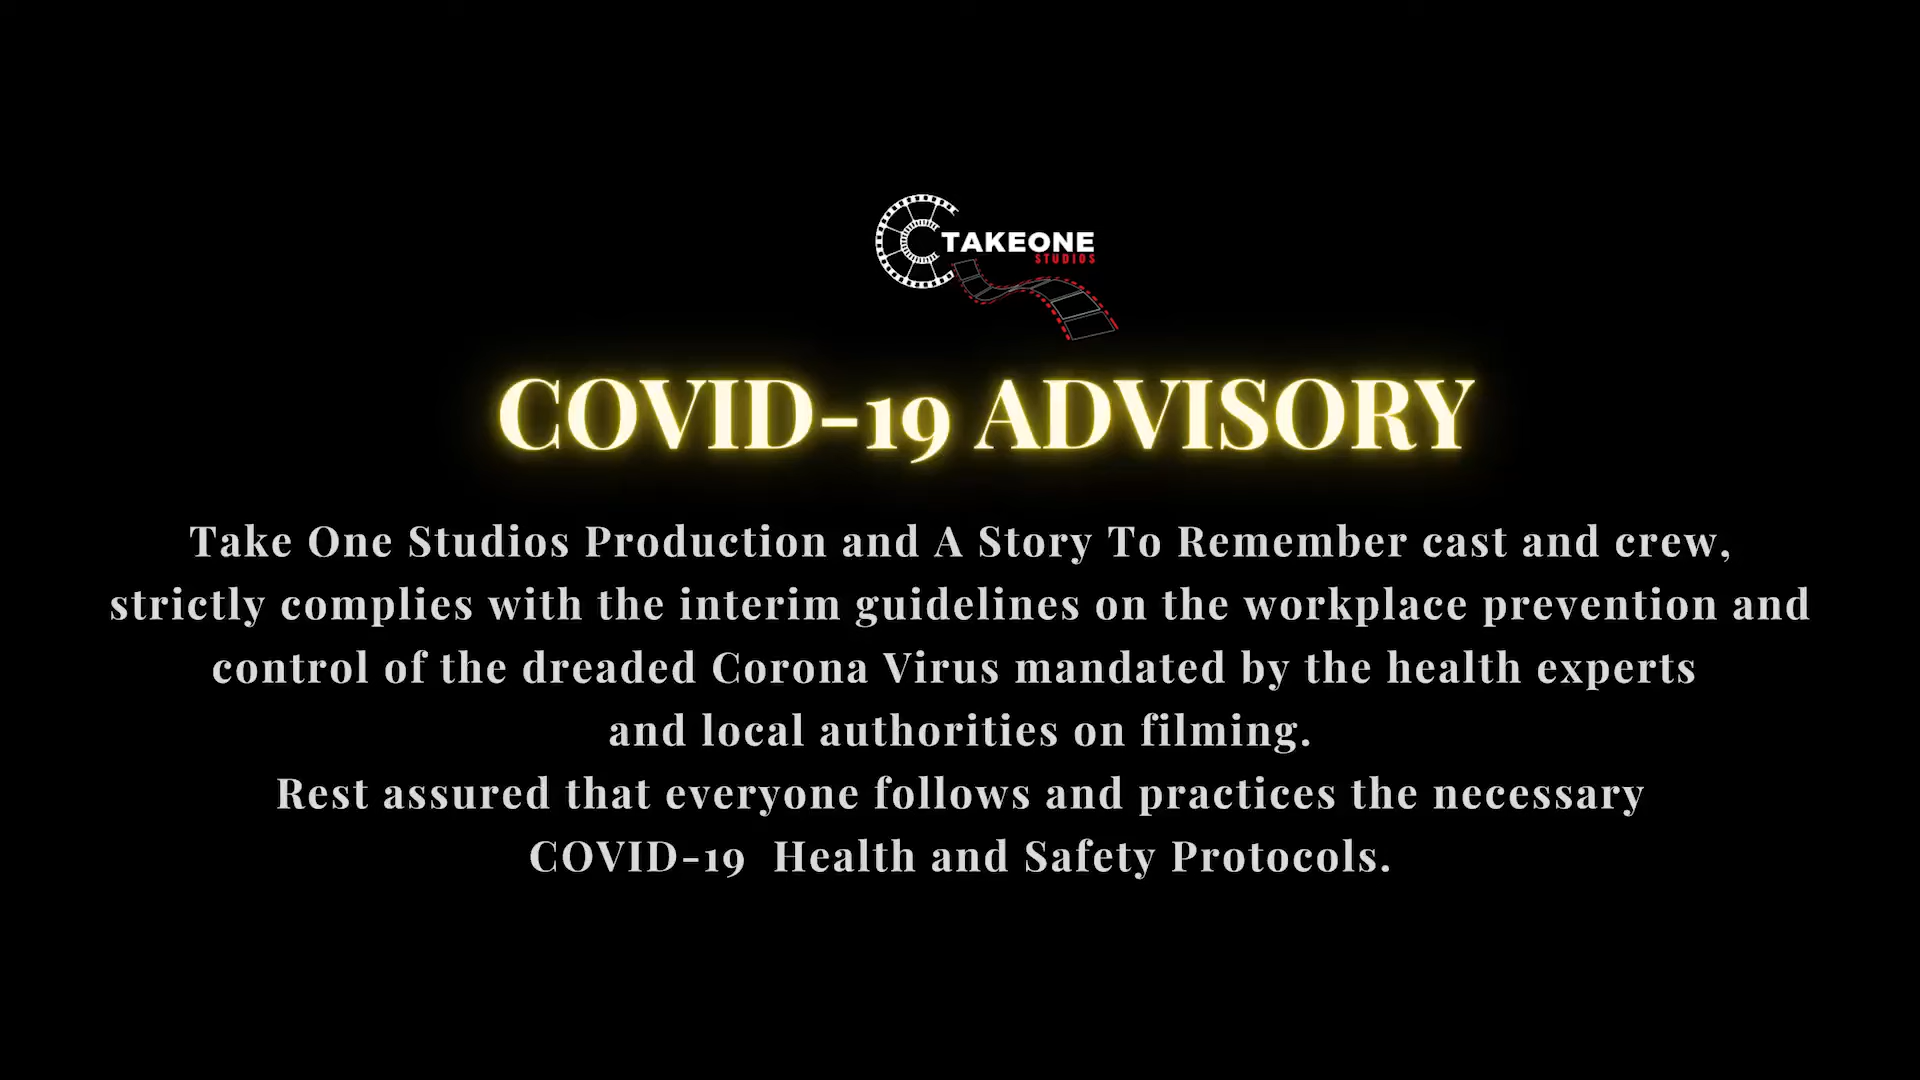 TAKEONE
STUDIOS
COVID-19 ADVISORY
Take One Studios Production and A Story To Remember cast and crew,
strictly complies with the interim guidelines on the workplace prevention and
control of the dreaded Corona Virus mandated by the health experts
and local authorities on filming.
Rest assured that everyone follows and practices the necessary
COVID-19  Health and Safety Protocols.